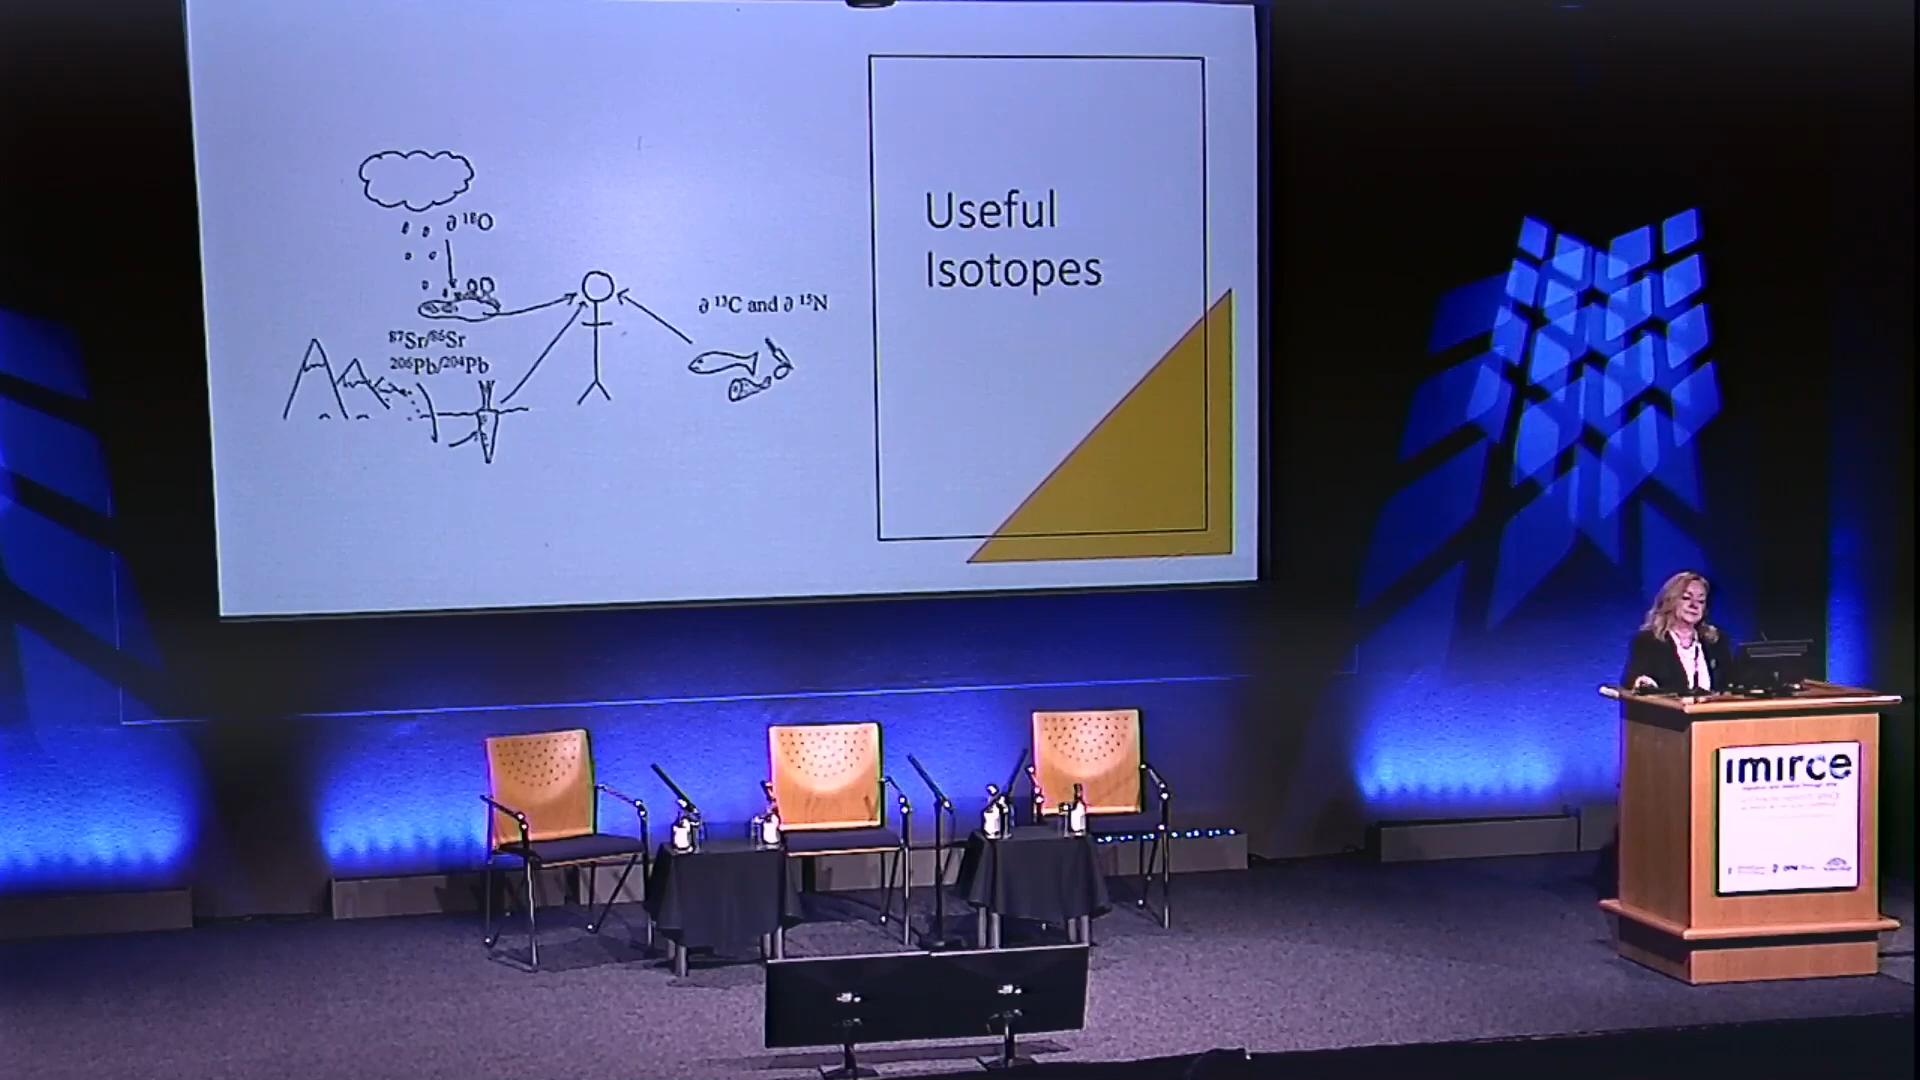 ∂ ¹⁸O
⁸⁷Sr/⁸⁶Sr
²⁰⁶Pb/²⁰⁴Pb
∂ ¹³C and ∂ ¹⁵N
Useful
Isotopes
imirce